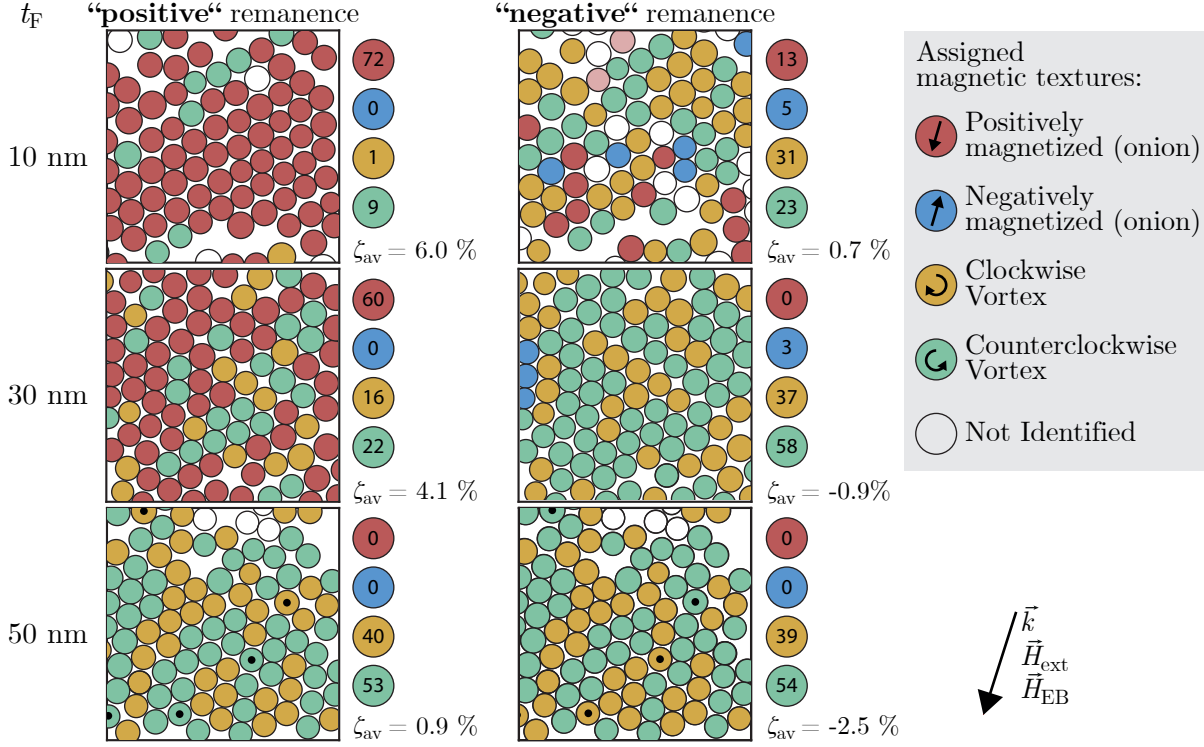 t_F “positive“ remanence “negative“ remanence
10 nm
72
0
1
9
ζ_av = 6.0 %
13
5
31
23
ζ_av = 0.7 %
30 nm
60
0
16
22
ζ_av = 4.1 %
0
3
37
58
ζ_av = -0.9%
50 nm
0
0
40
53
ζ_av = 0.9 %
0
0
39
54
ζ_av = -2.5 %
Assigned
magnetic textures:
Positively
magnetized (onion)
Negatively
magnetized (onion)
Clockwise
Vortex
Counterclockwise
Vortex
Not Identified
k⃗
H⃗_ext
H⃗_EB